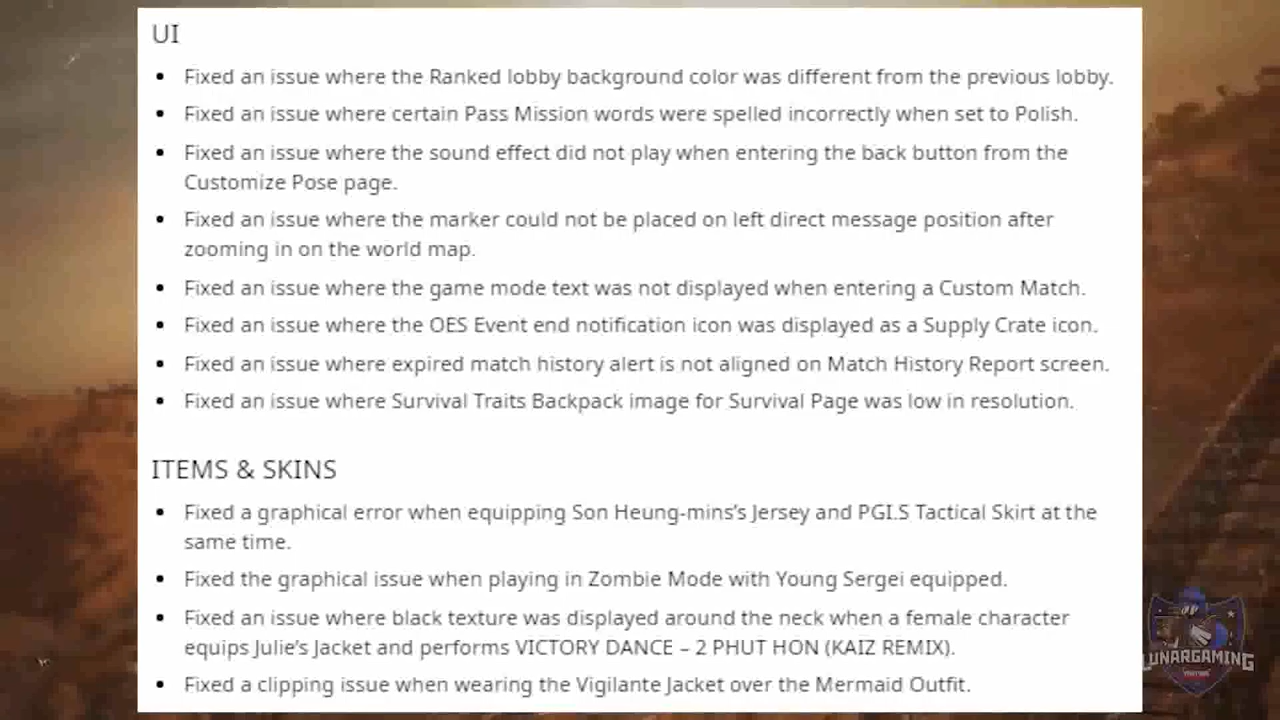 UI
• Fixed an issue where the Ranked lobby background color was different from the previous lobby.
• Fixed an issue where certain Pass Mission words were spelled incorrectly when set to Polish.
• Fixed an issue where the sound effect did not play when entering the back button from the
Customize Pose page.
• Fixed an issue where the marker could not be placed on left direct message position after
zooming in on the world map.
• Fixed an issue where the game mode text was not displayed when entering a Custom Match.
• Fixed an issue where the OES Event end notification icon was displayed as a Supply Crate icon.
• Fixed an issue where expired match history alert is not aligned on Match History Report screen.
• Fixed an issue where Survival Traits Backpack image for Survival Page was low in resolution.
ITEMS & SKINS
• Fixed a graphical error when equipping Son Heung-mins’s Jersey and PGI.S Tactical Skirt at the
same time.
• Fixed the graphical issue when playing in Zombie Mode with Young Sergei equipped.
• Fixed an issue where black texture was displayed around the neck when a female character
equips Julie’s Jacket and performs VICTORY DANCE – 2 PHUT HON (KAIZ REMIX).
• Fixed a clipping issue when wearing the Vigilante Jacket over the Mermaid Outfit.
LUNARGAMING